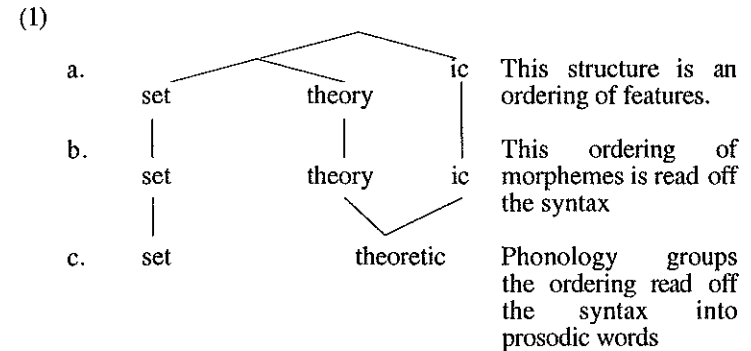 (1)
a. ic This structure is an
set theory ordering of features.
b. This ordering of
set theory ic morphemes is read off
the syntax
c. set theoretic Phonology groups
the ordering read off
the syntax into
prosodic words